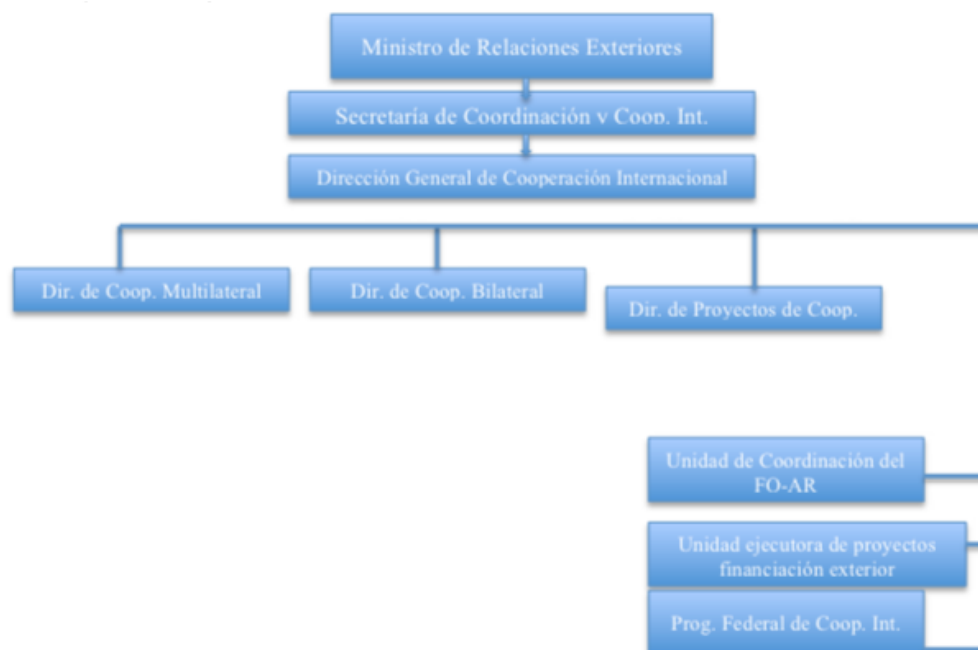 Ministro de Relaciones Exteriores
Secretaría de Coordinación y Coop. Int.
Dirección General de Cooperación Internacional
Dir. de Coop. Multilateral
Dir. de Coop. Bilateral
Dir. de Proyectos de Coop.
Unidad de Coordinación del
FO-AR
Unidad ejecutora de proyectos
financiación exterior
Prog. Federal de Coop. Int.